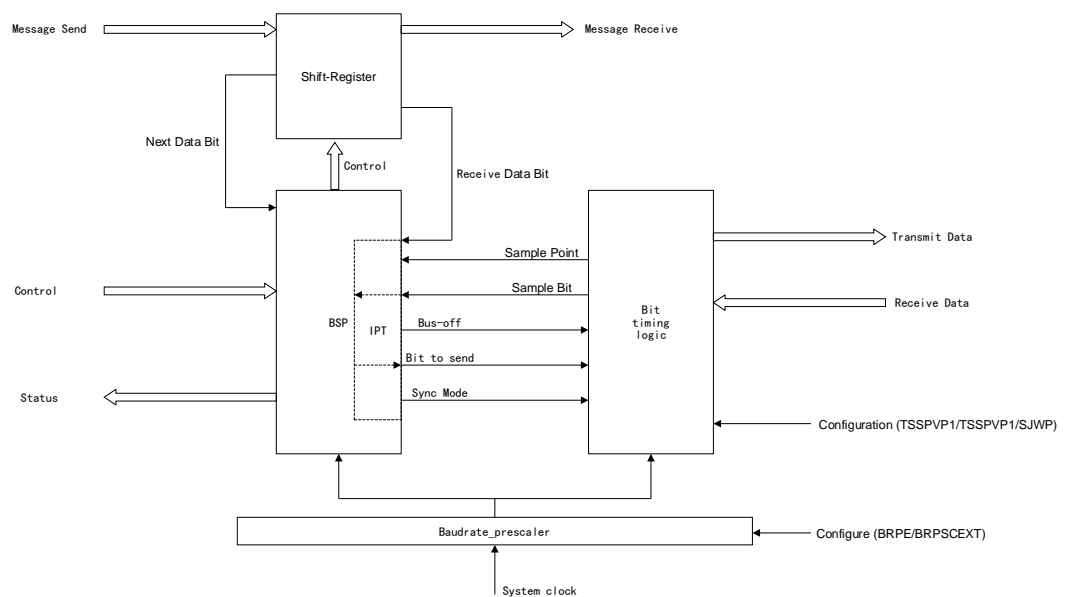 Message Send
Message Receive
Shift-Register
Next Data Bit
Control
Receive Data Bit
Sample Point
Transmit Data
Control
Sample Bit
Receive Data
Bit
timing
logic
BSP
IPT
Bus-off
Bit to send
Status
Sync Mode
Configuration (TSSPVP1/TSSPVP1/SJWP)
Baudrate_prescaler
Configure (BRPE/BRPSCEXT)
System clock